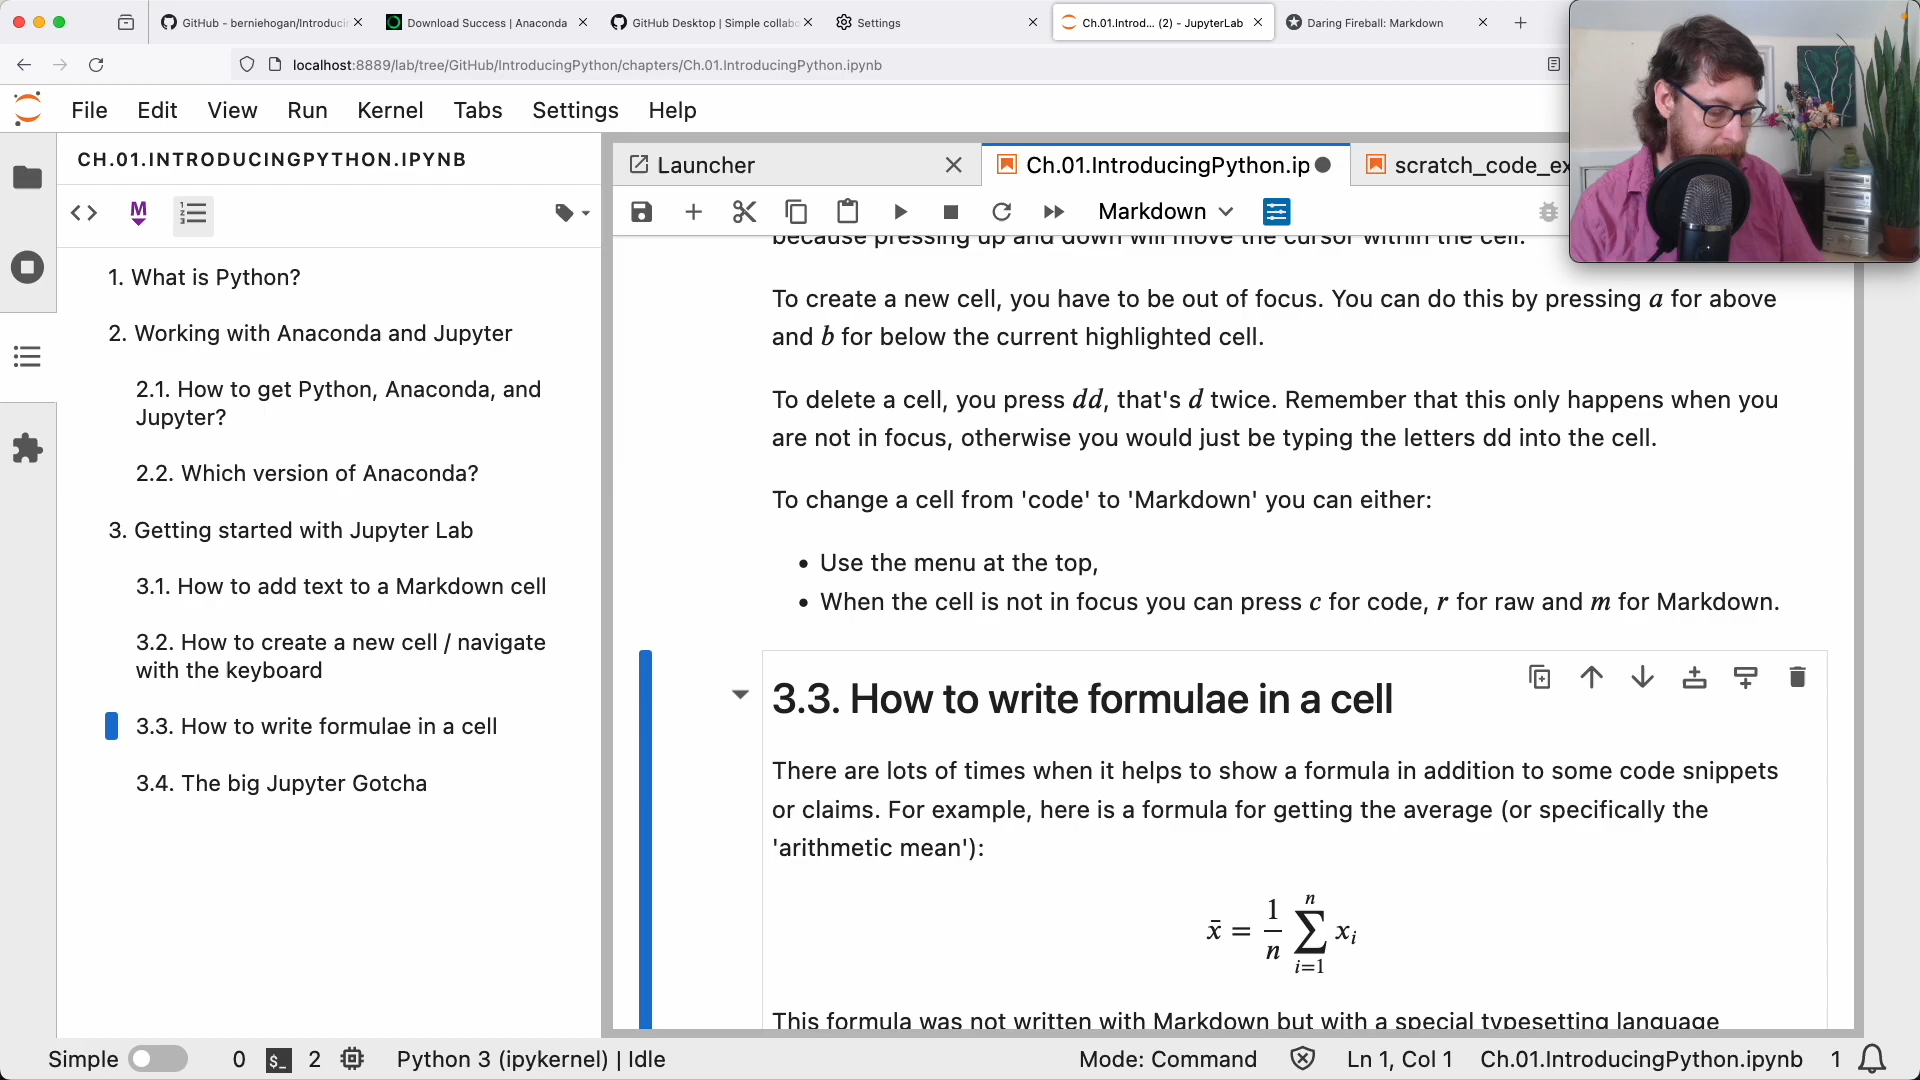 GitHub - berniehogan/Introducin
Download Success | Anaconda
GitHub Desktop | Simple collabo
Settings
Ch.01.Introd... (2) - JupyterLab
Daring Fireball: Markdown
localhost:8889/lab/tree/GitHub/IntroducingPython/chapters/Ch.01.IntroducingPython.ipynb
File Edit View Run Kernel Tabs Settings Help
CH.01.INTRODUCINGPYTHON.IPYNB
1. What is Python?
2. Working with Anaconda and Jupyter
2.1. How to get Python, Anaconda, and
Jupyter?
2.2. Which version of Anaconda?
3. Getting started with Jupyter Lab
3.1. How to add text to a Markdown cell
3.2. How to create a new cell / navigate
with the keyboard
3.3. How to write formulae in a cell
3.4. The big Jupyter Gotcha
Launcher
Ch.01.IntroducingPython.ip
scratch_code_ex
Markdown
because pressing up and down will move the cursor within the cell.
To create a new cell, you have to be out of focus. You can do this by pressing a for above
and b for below the current highlighted cell.
To delete a cell, you press dd, that's d twice. Remember that this only happens when you
are not in focus, otherwise you would just be typing the letters dd into the cell.
To change a cell from 'code' to 'Markdown' you can either:
• Use the menu at the top,
• When the cell is not in focus you can press c for code, r for raw and m for Markdown.
3.3. How to write formulae in a cell
There are lots of times when it helps to show a formula in addition to some code snippets
or claims. For example, here is a formula for getting the average (or specifically the
'arithmetic mean'):
x̄ = 1/n ∑_{i=1}^{n} x_i
This formula was not written with Markdown but with a special typesetting language
Simple 0 $_ 2 Python 3 (ipykernel) | Idle Mode: Command Ln 1, Col 1 Ch.01.IntroducingPython.ipynb 1